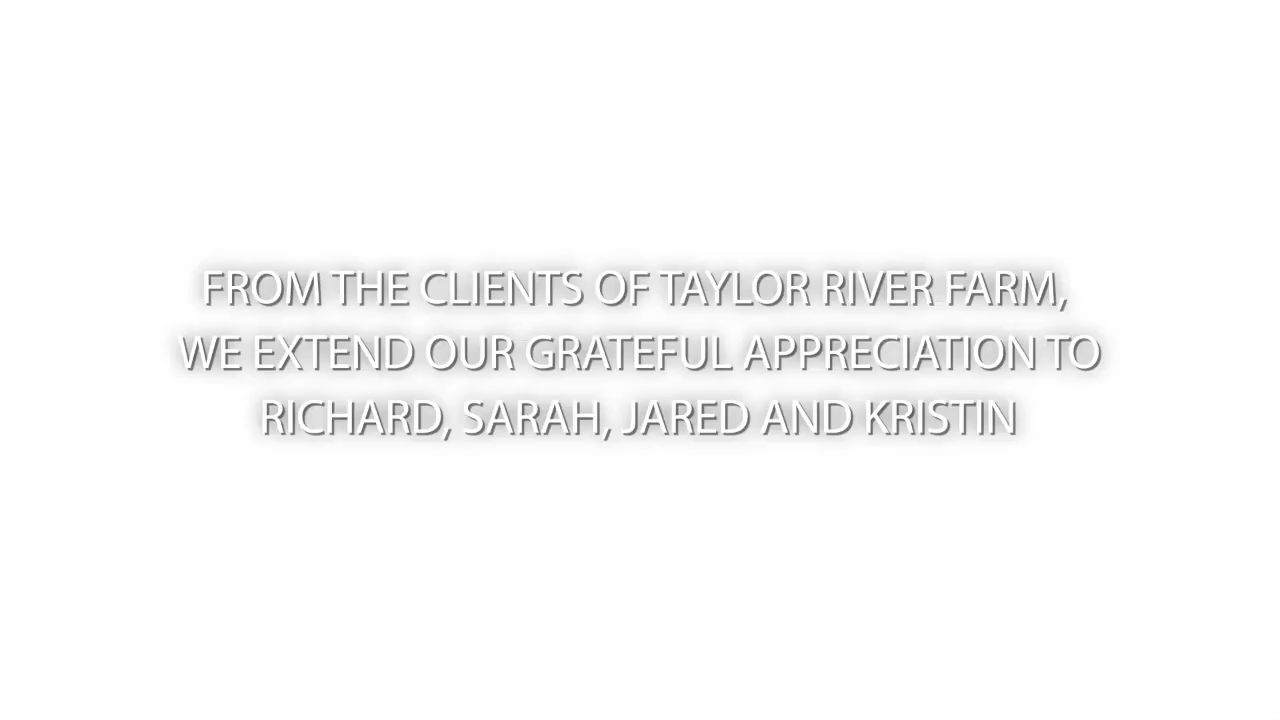 FROM THE CLIENTS OF TAYLOR RIVER FARM,
WE EXTEND OUR GRATEFUL APPRECIATION TO
RICHARD, SARAH, JARED AND KRISTIN